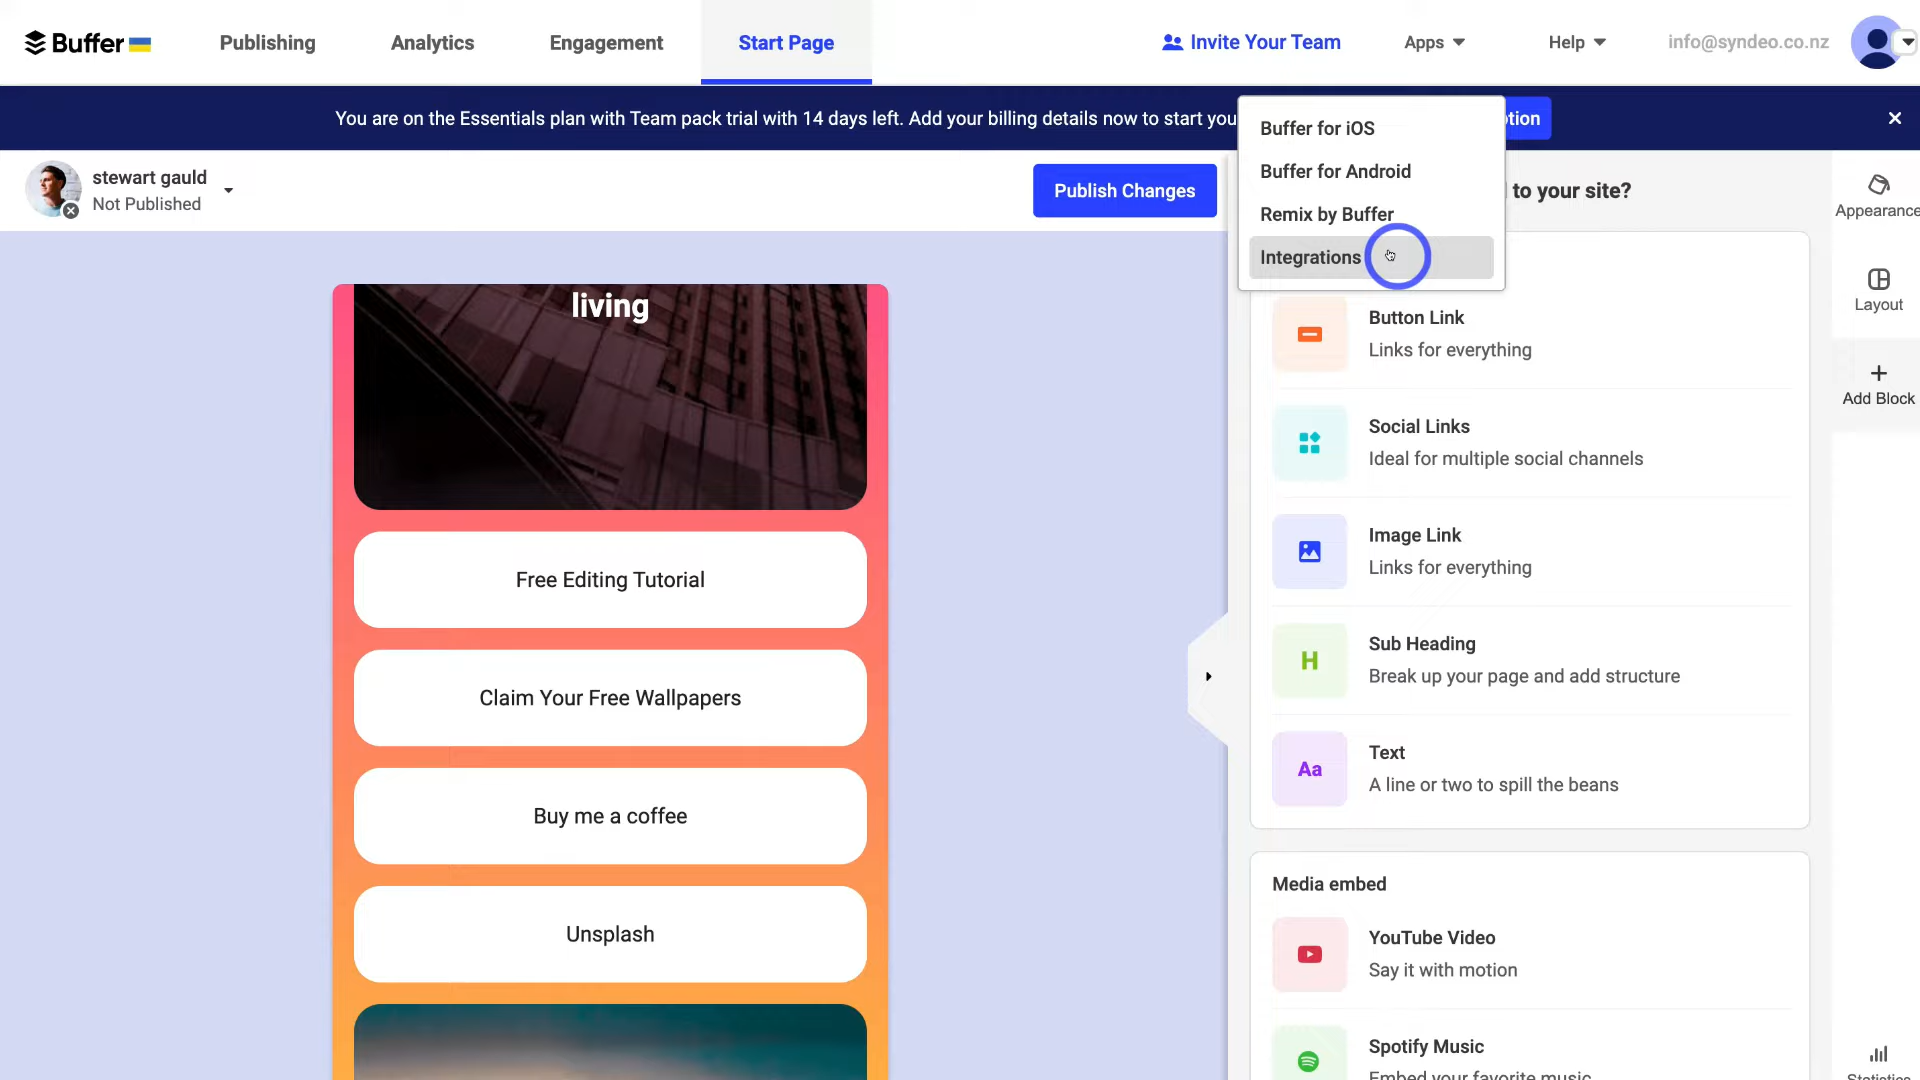 Buffer
Publishing
Analytics
Engagement
Start Page
Invite Your Team
Apps
Help
info@syndeo.co.nz
You are on the Essentials plan with Team pack trial with 14 days left. Add your billing details now to start you
tion
Buffer for iOS
Buffer for Android
Remix by Buffer
Integrations
stewart gauld
Not Published
Publish Changes
to your site?
Appearance
Layout
Add Block
living
Free Editing Tutorial
Claim Your Free Wallpapers
Buy me a coffee
Unsplash
Button Link
Links for everything
Social Links
Ideal for multiple social channels
Image Link
Links for everything
H
Sub Heading
Break up your page and add structure
Aa
Text
A line or two to spill the beans
Media embed
YouTube Video
Say it with motion
Spotify Music
Embed your favorite music
Statistics